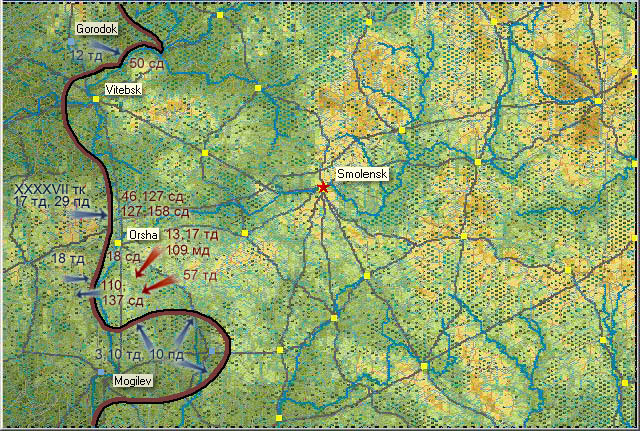 Gorodok
12 тд
50 сд
Vitebsk
Smolensk
XXXXVII тк
17 тд, 29 пд
46,127 сд,
127,158 сд
Orsha
13,17 тд
109 мд
18 сд
57 тд
18 тд
110,
137 сд
3, 10 тд, 10 пд
Mogilev